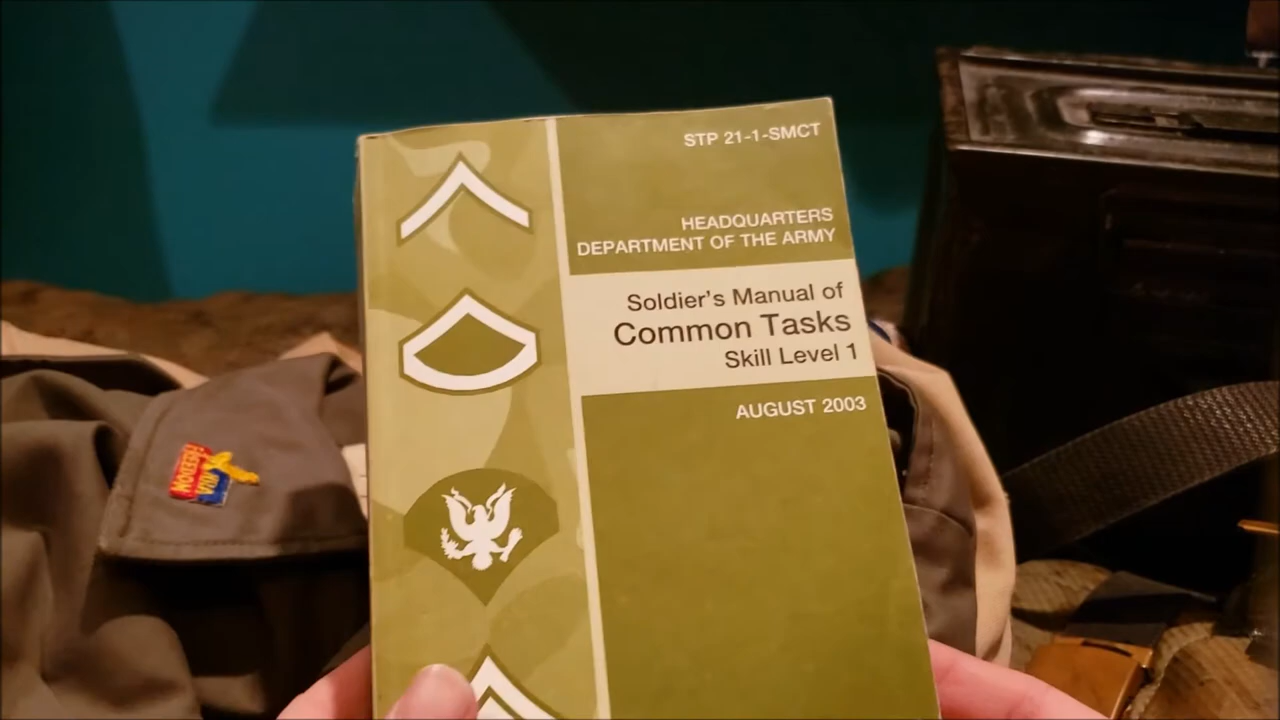 STP 21-1-SMCT
HEADQUARTERS
DEPARTMENT OF THE ARMY
Soldier's Manual of
Common Tasks
Skill Level 1
AUGUST 2003
FREEDOM